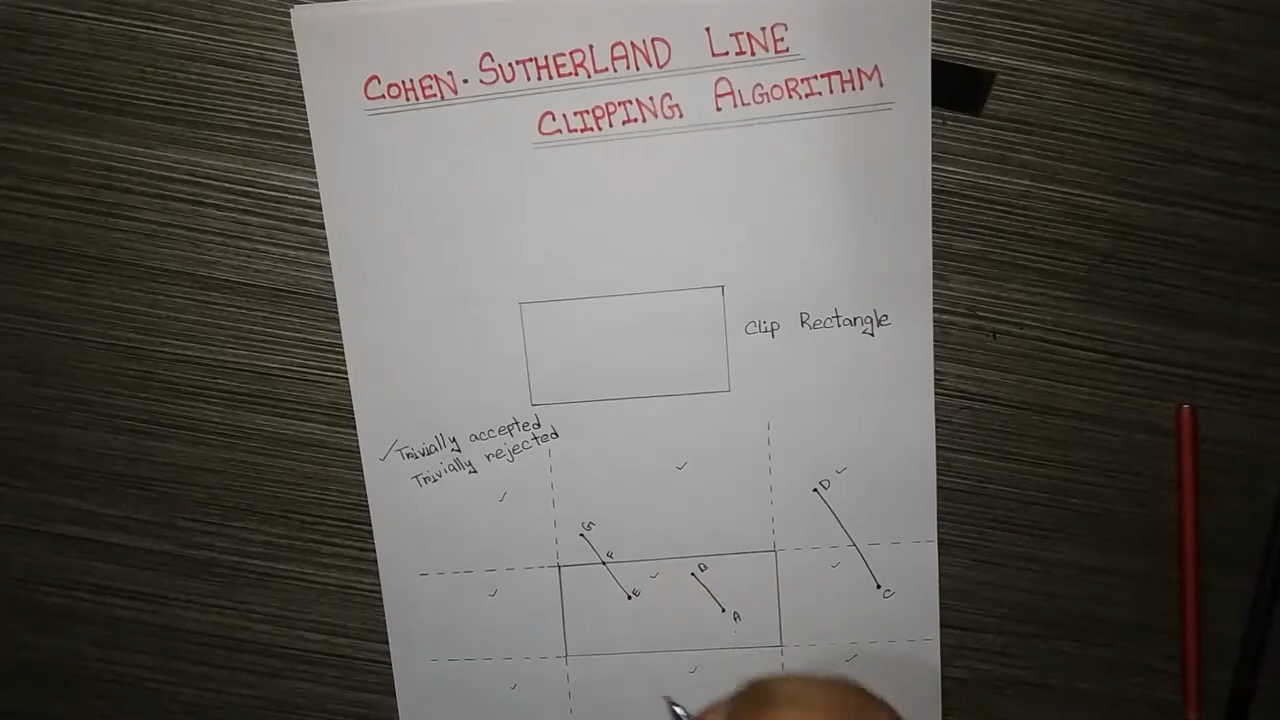 COHEN-SUTHERLAND LINE
CLIPPING ALGORITHM
Clip Rectangle
Trivially accepted
Trivially rejected
D
G
F
B
E
C
A